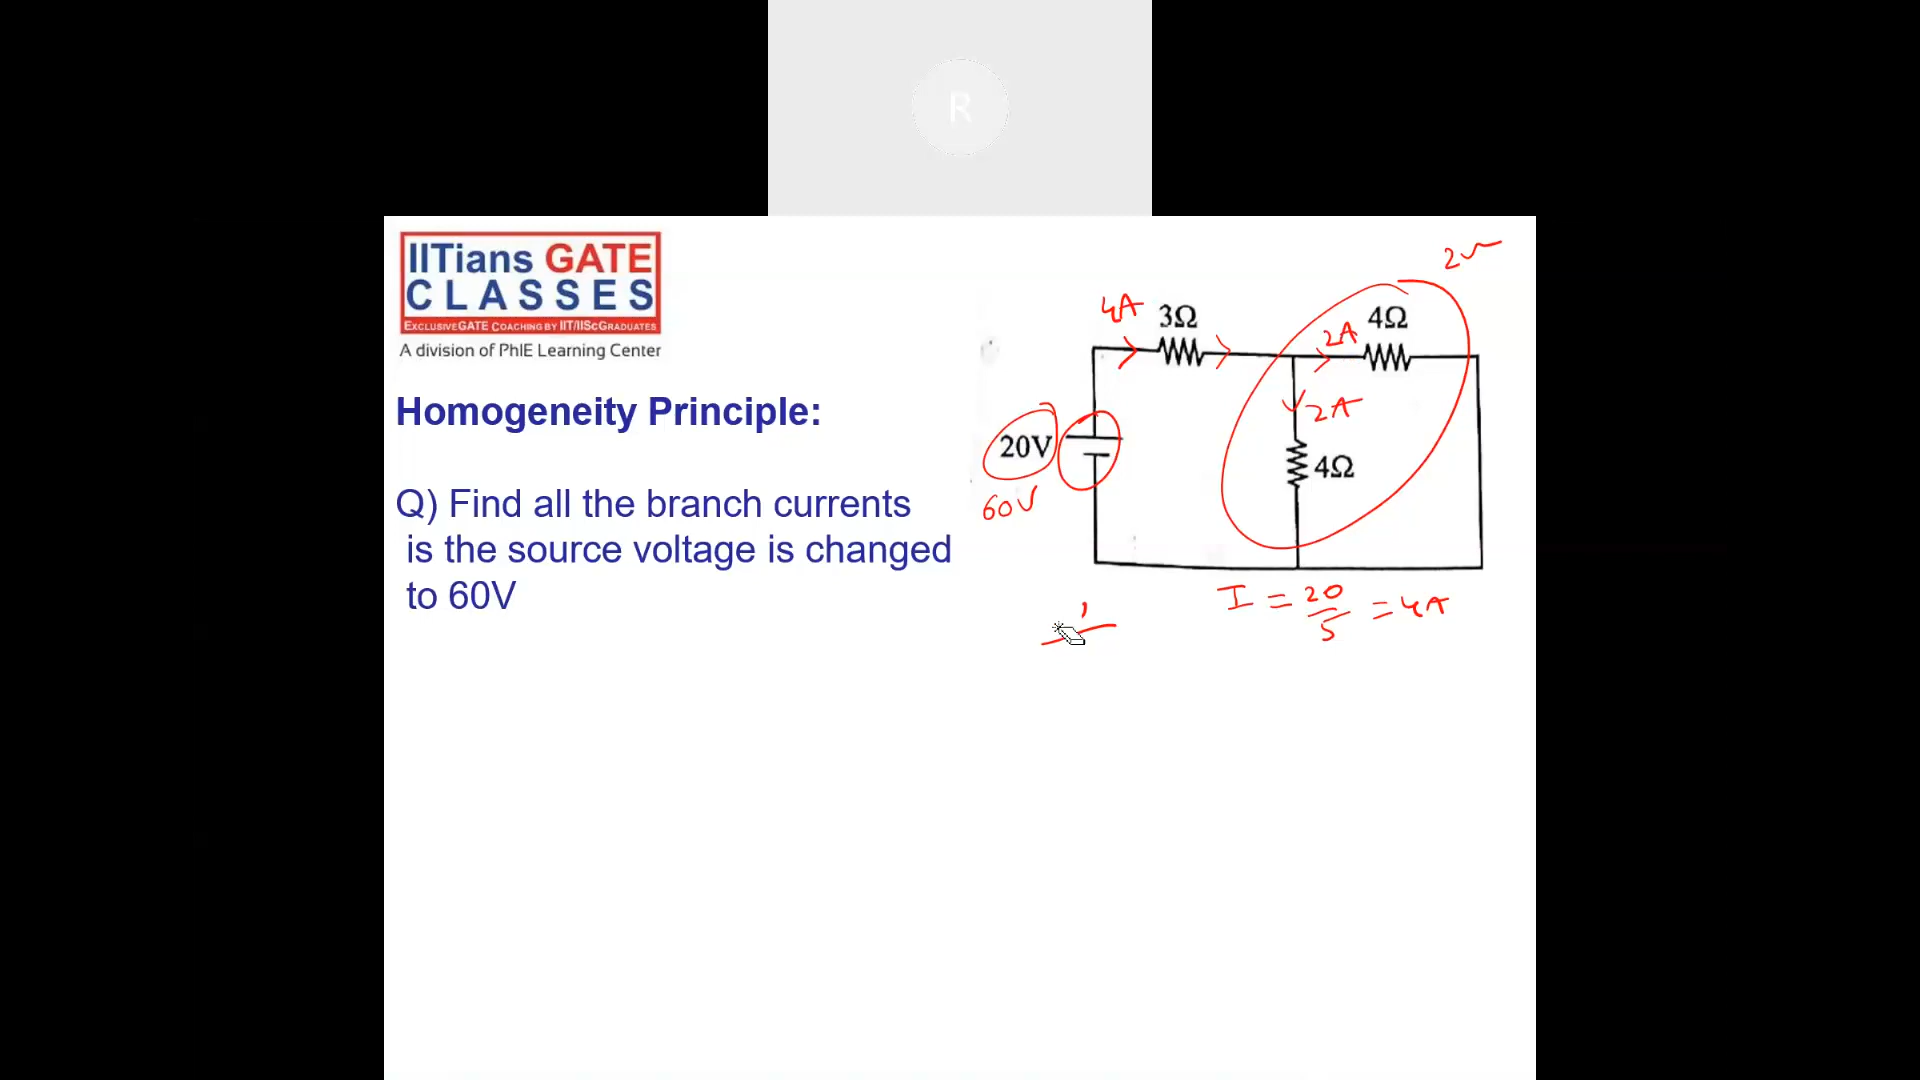 R
IITians GATE
CLASSES
EXCLUSIVE GATE COACHING BY IIT/IISc GRADUATES
A division of PhIE Learning Center
Homogeneity Principle:
Q) Find all the branch currents
is the source voltage is changed
to 60V
4A
3Ω
2A
4Ω
2A
20V
4Ω
60V
I = 20/5 = 4A